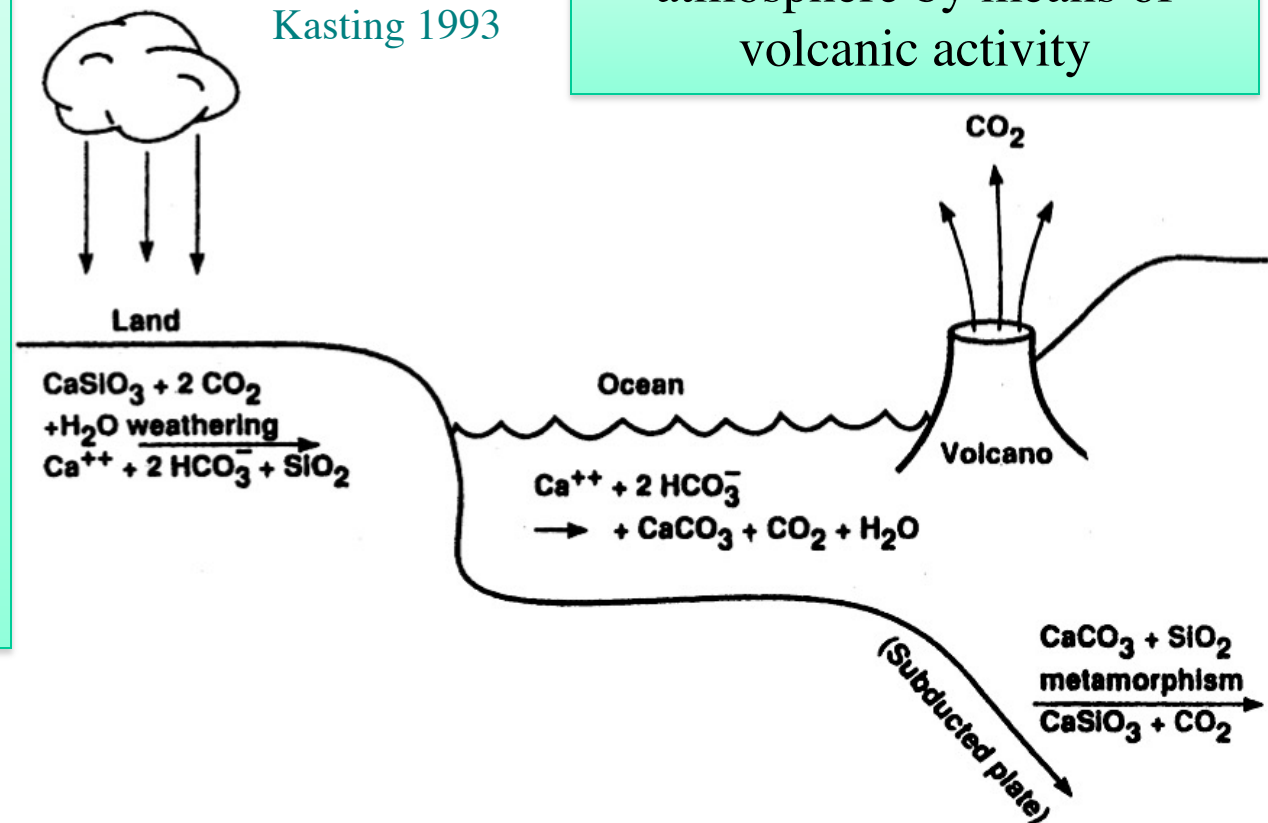 Kasting 1993
volcanic activity
CO₂
Land
CaSiO₃ + 2 CO₂
+H₂O weathering
Ca⁺⁺ + 2 HCO₃⁻ + SiO₂
Ocean
Ca⁺⁺ + 2 HCO₃⁻
→ + CaCO₃ + CO₂ + H₂O
Volcano
(Subducted plate)
CaCO₃ + SiO₂
metamorphism
CaSiO₃ + CO₂